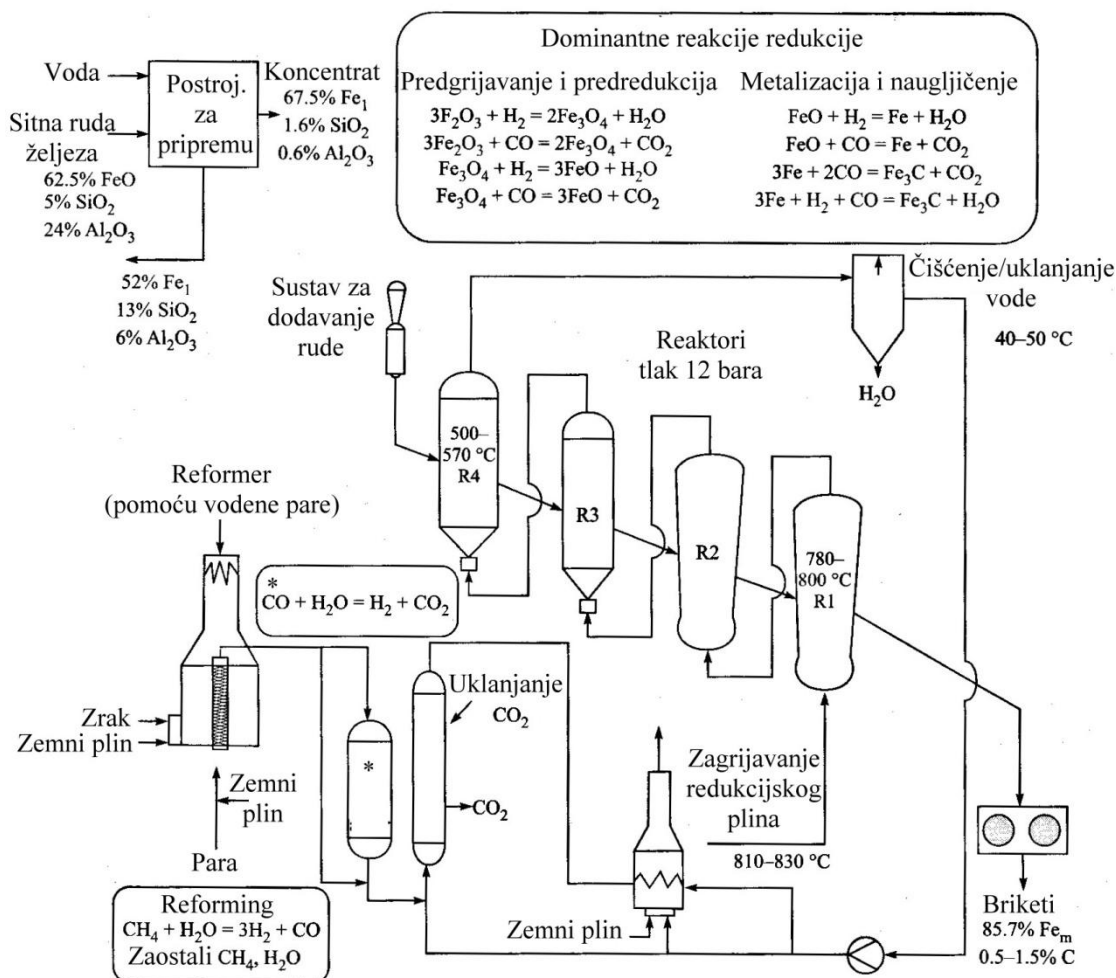 Dominantne reakcije redukcije
Predgrijavanje i predredukcija
3F₂O₃ + H₂ = 2Fe₃O₄ + H₂O
3Fe₂O₃ + CO = 2Fe₃O₄ + CO₂
Fe₃O₄ + H₂ = 3FeO + H₂O
Fe₃O₄ + CO = 3FeO + CO₂
Metalizacija i naugljičenje
FeO + H₂ = Fe + H₂O
FeO + CO = Fe + CO₂
3Fe + 2CO = Fe₃C + CO₂
3Fe + H₂ + CO = Fe₃C + H₂O
Voda
Sitna ruda
željeza
62.5% FeO
5% SiO₂
24% Al₂O₃
Postroj.
za
pripremu
Koncentrat
67.5% Fe₁
1.6% SiO₂
0.6% Al₂O₃
52% Fe₁
13% SiO₂
6% Al₂O₃
Sustav za
dodavanje
rude
Reaktori
tlak 12 bara
Čišćenje/uklanjanje
vode
40–50 °C
H₂O
500–
570 °C
R4
R3
R2
780–
800 °C
R1
Reformer
(pomoću vodene pare)
*
CO + H₂O = H₂ + CO₂
Zrak
Zemni plin
Zemni
plin
Para
*
Uklanjanje
CO₂
CO₂
Zagrijavanje
redukcijskog
plina
810–830 °C
Zemni plin
Reforming
CH₄ + H₂O = 3H₂ + CO
Zaostali CH₄, H₂O
Briketi
85.7% Feₘ
0.5–1.5% C